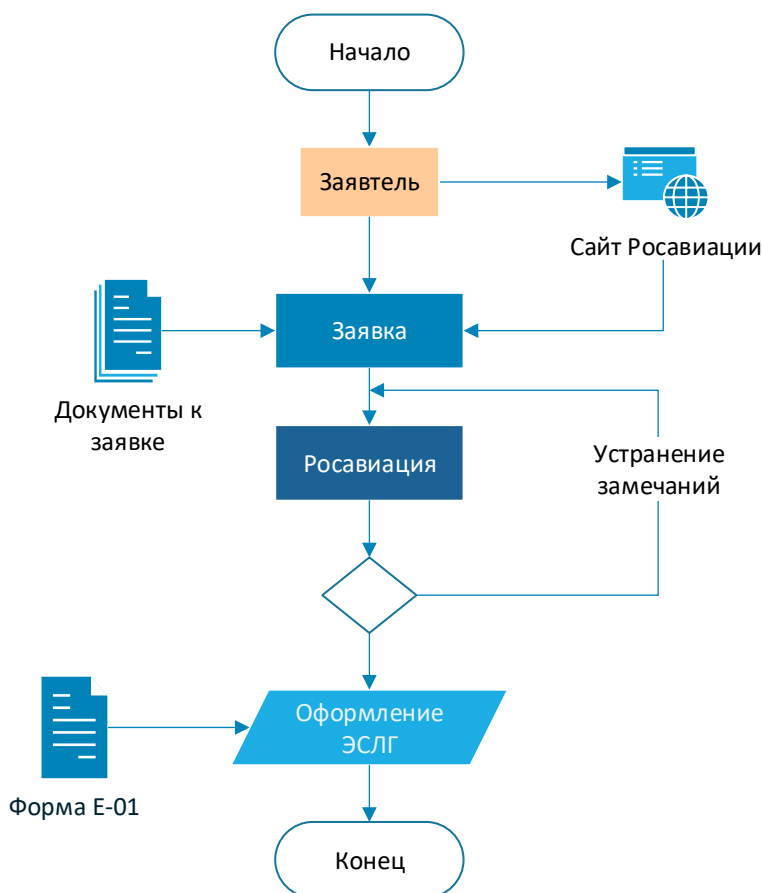 Начало
Заявтель
Сайт Росавиации
Заявка
Документы к
заявке
Росавиация
Устранение
замечаний
Оформление
ЭСЛГ
Форма Е-01
Конец